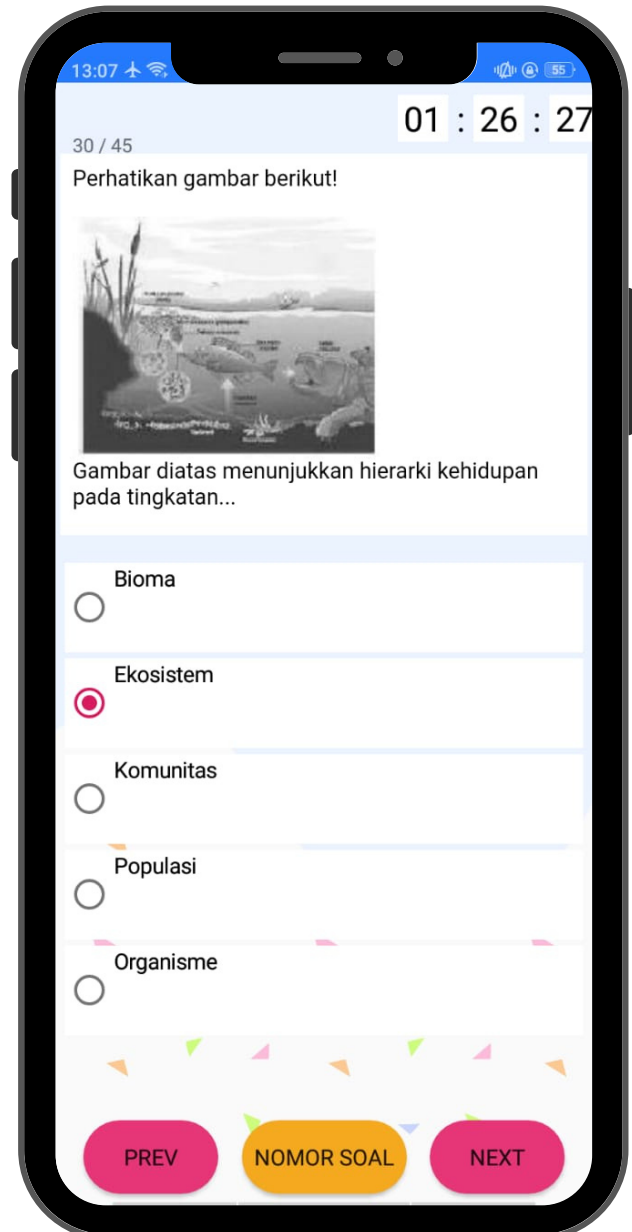 13:07
55
01 : 26 : 27
30 / 45
Perhatikan gambar berikut!
Gambar diatas menunjukkan hierarki kehidupan
pada tingkatan...
Bioma
Ekosistem
Komunitas
Populasi
Organisme
PREV
NOMOR SOAL
NEXT